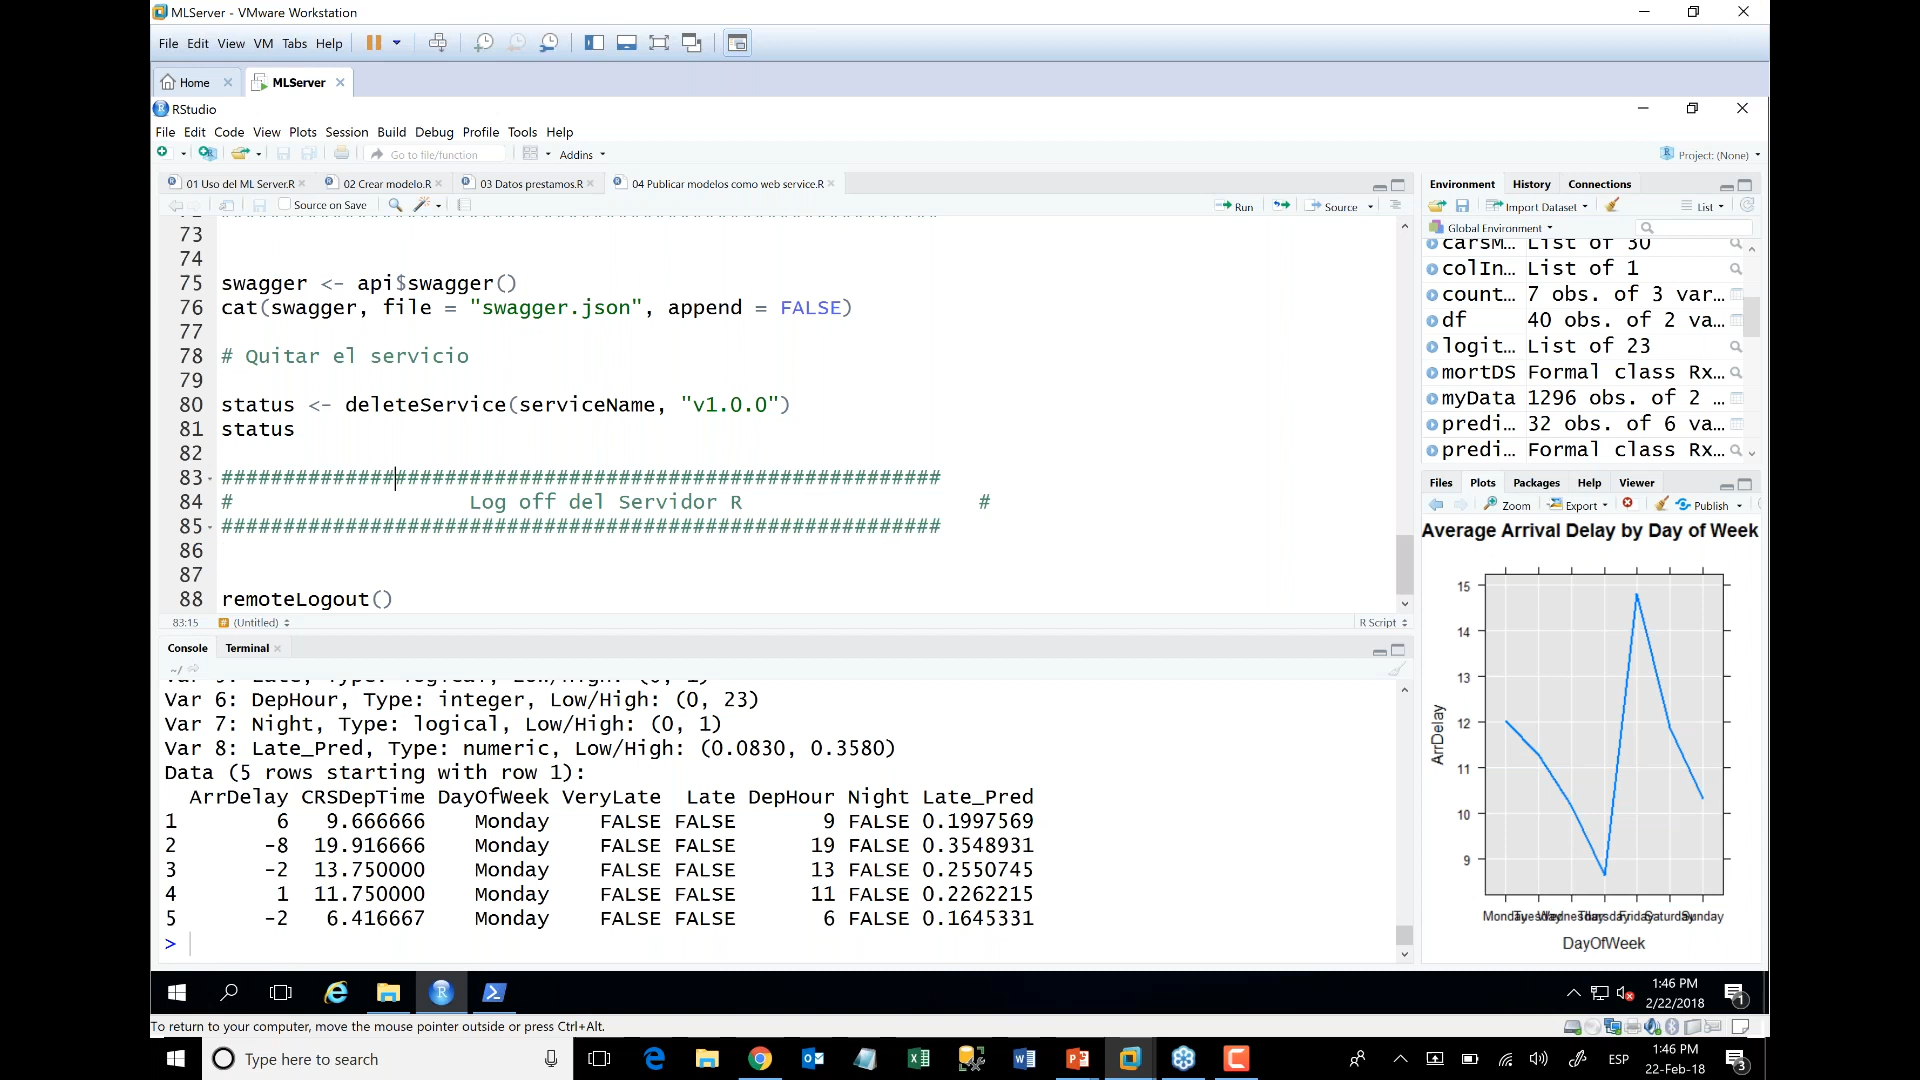 MLServer - VMware Workstation
File Edit View VM Tabs Help
Home MLServer
RStudio
File Edit Code View Plots Session Build Debug Profile Tools Help
Go to file/function Addins Project: (None)
01 Uso del ML Server.R 02 Crear modelo.R 03 Datos prestamos.R 04 Publicar modelos como web service.R
Source on Save Run Source
73
74
75 swagger <- api$swagger()
76 cat(swagger, file = "swagger.json", append = FALSE)
77
78 # Quitar el servicio
79
80 status <- deleteService(serviceName, "v1.0.0")
81 status
82
83 ##########################################################
84 # Log off del Servidor R #
85 ##########################################################
86
87
88 remoteLogout()
83:15 (Untitled) R Script
Console Terminal
~/
Var 6: DepHour, Type: integer, Low/High: (0, 23)
Var 7: Night, Type: logical, Low/High: (0, 1)
Var 8: Late_Pred, Type: numeric, Low/High: (0.0830, 0.3580)
Data (5 rows starting with row 1):
ArrDelay CRSDepTime DayOfWeek VeryLate Late DepHour Night Late_Pred
1 6 9.666666 Monday FALSE FALSE 9 FALSE 0.1997569
2 -8 19.916666 Monday FALSE FALSE 19 FALSE 0.3548931
3 -2 13.750000 Monday FALSE FALSE 13 FALSE 0.2550745
4 1 11.750000 Monday FALSE FALSE 11 FALSE 0.2262215
5 -2 6.416667 Monday FALSE FALSE 6 FALSE 0.1645331
>
Environment History Connections
Import Dataset List
Global Environment
carsM... List of 30
colIn... List of 1
count... 7 obs. of 3 var...
df 40 obs. of 2 va...
logit... List of 23
mortDS Formal class Rx...
myData 1296 obs. of 2 ...
predi... 32 obs. of 6 va...
predi... Formal class Rx...
Files Plots Packages Help Viewer
Zoom Export Publish
Average Arrival Delay by Day of Week
15
14
13
12
11
10
9
ArrDelay
Monday Tuesday Wednesday Thursday Friday Saturday Sunday
DayOfWeek
1:46 PM
2/22/2018
1
To return to your computer, move the mouse pointer outside or press Ctrl+Alt.
Type here to search
ESP
1:46 PM
22-Feb-18
3